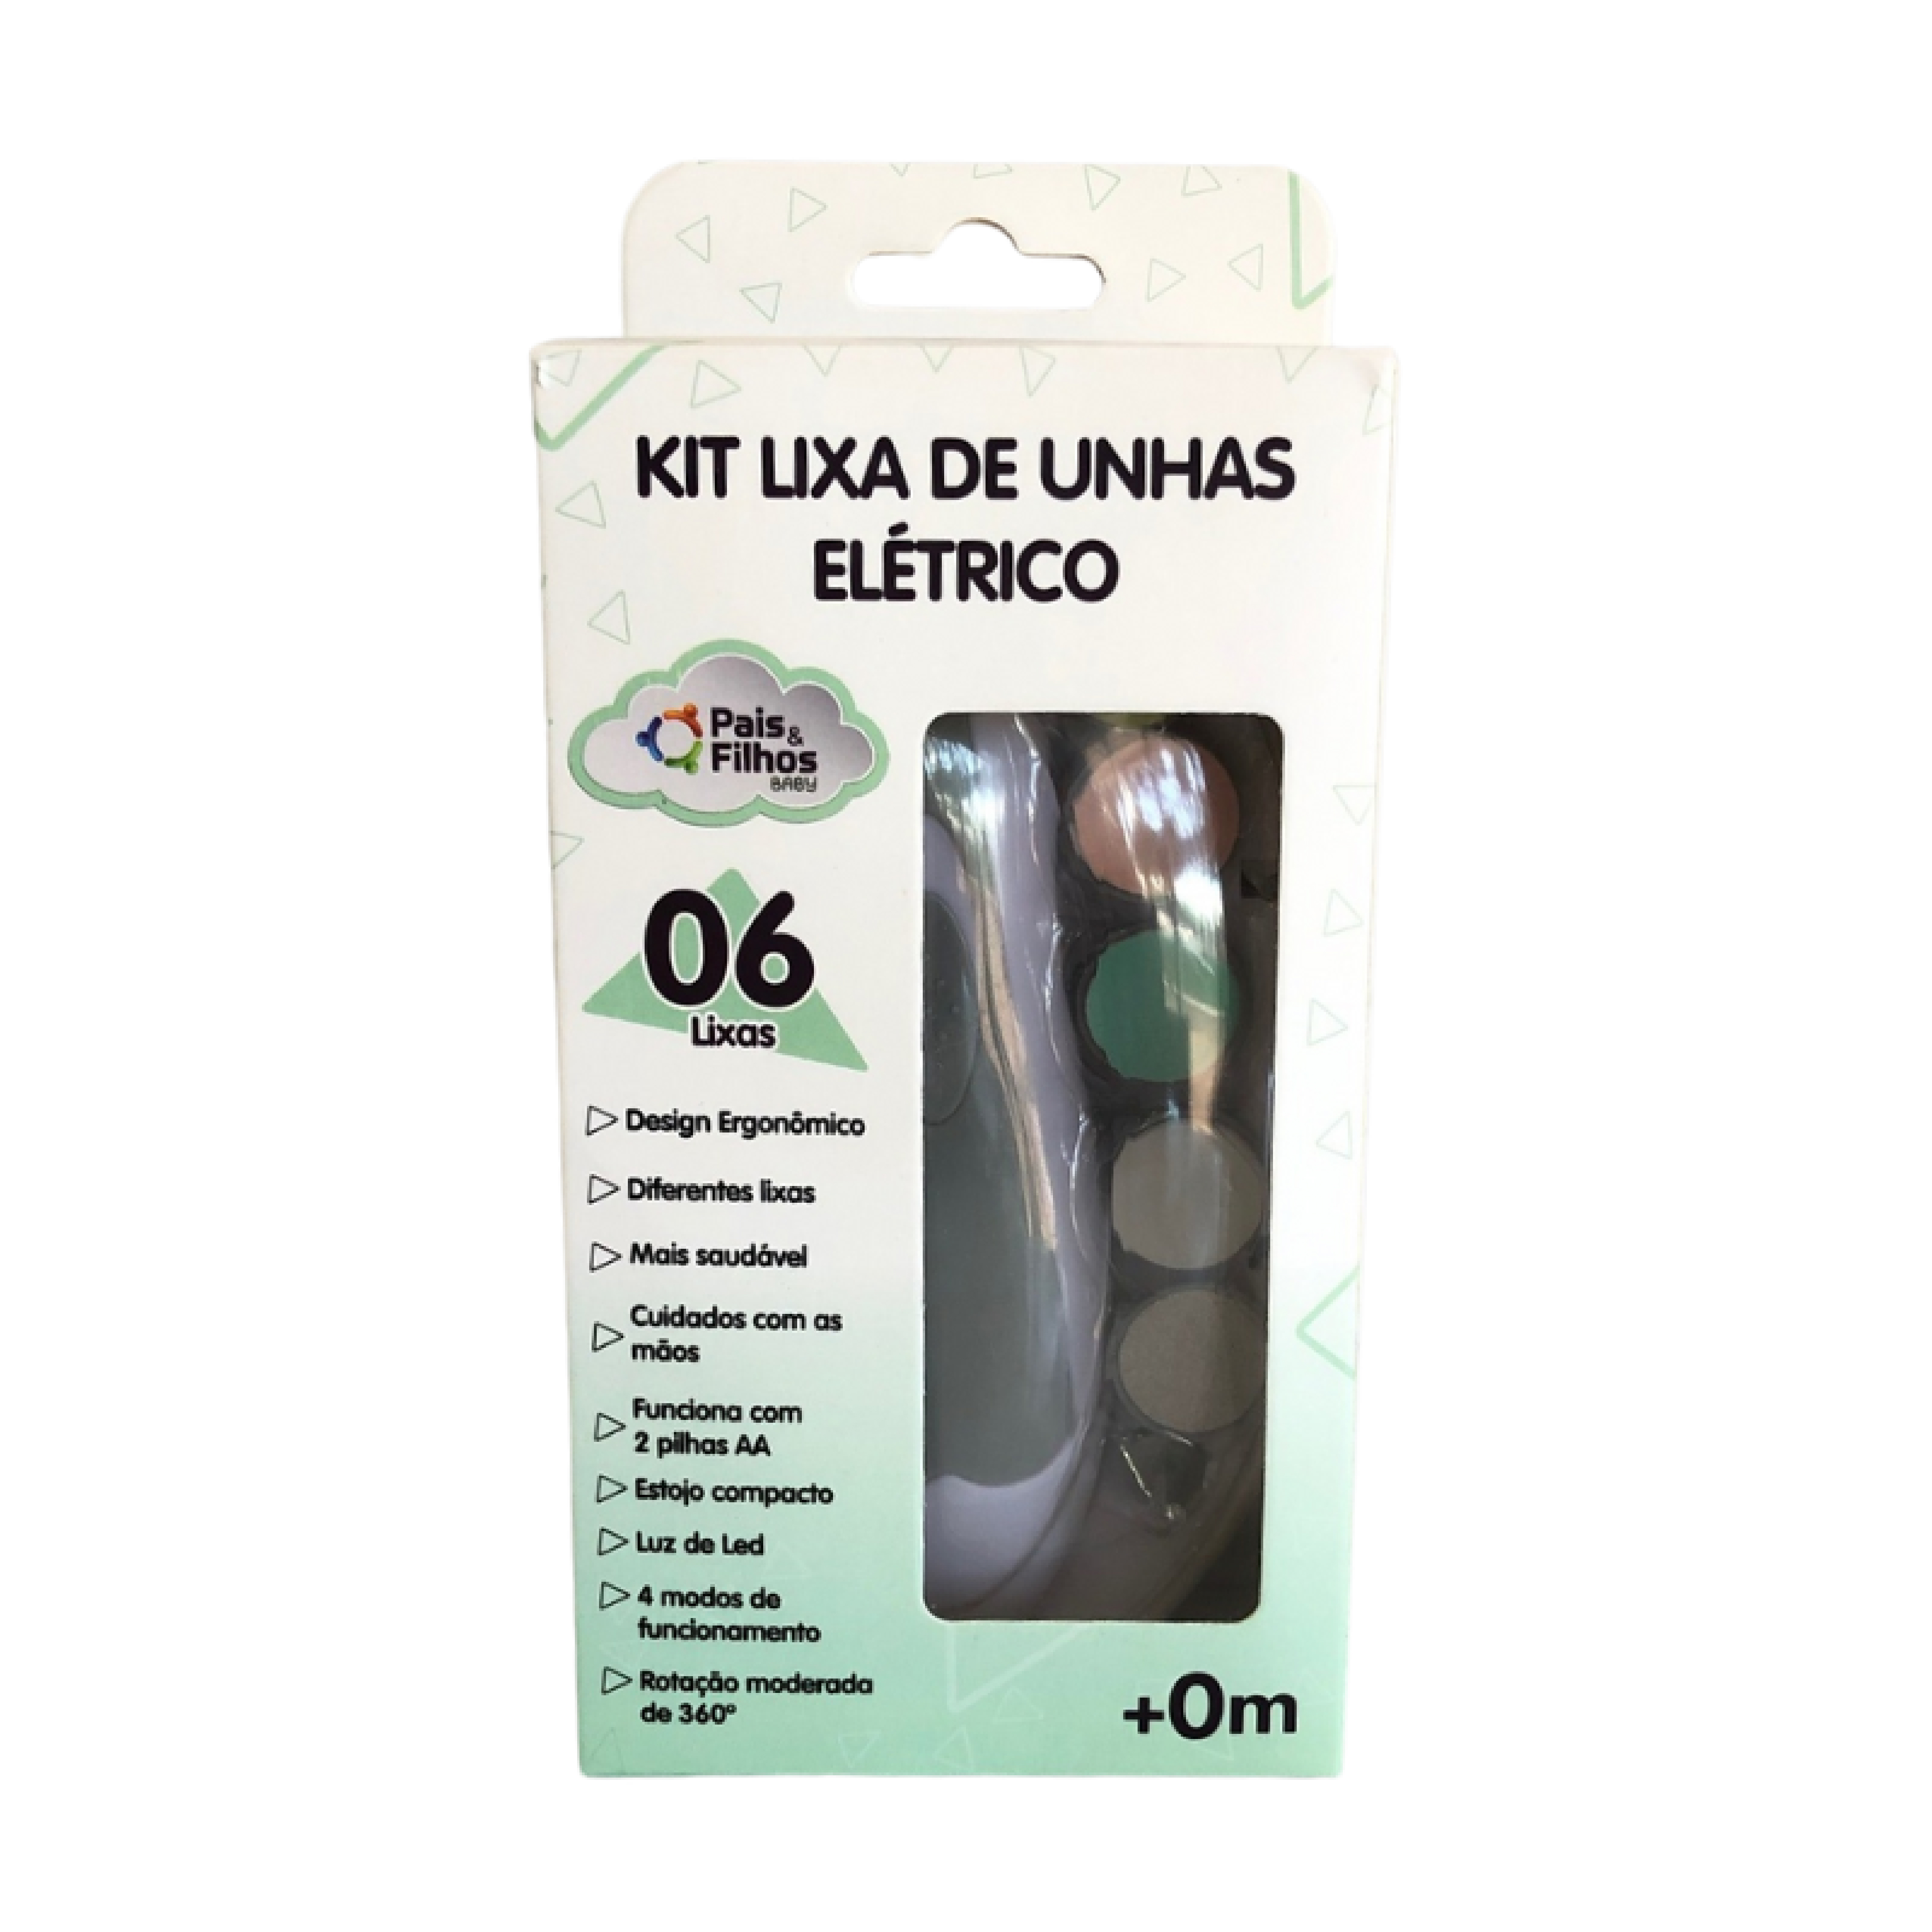 KIT LIXA DE UNHAS
ELÉTRICO
Pais &
Filhos
BABY
06
Lixas
Design Ergonômico
Diferentes lixas
Mais saudável
Cuidados com as
mãos
Funciona com
2 pilhas AA
Estojo compacto
Luz de Led
4 modos de
funcionamento
Rotação moderada
de 360º
+0m